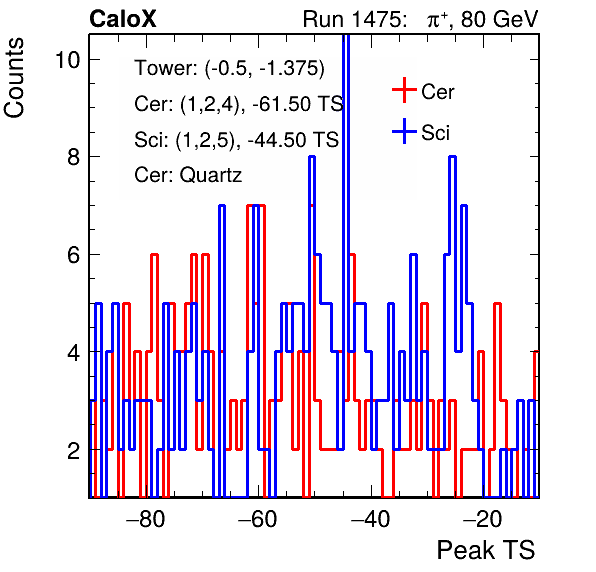 CaloX Run 1475: π⁺, 80 GeV
Counts
Tower: (-0.5, -1.375)
Cer: (1,2,4), -61.50 TS
Sci: (1,2,5), -44.50 TS
Cer: Quartz
Cer
Sci
10
8
6
4
2
−80 −60 −40 −20
Peak TS